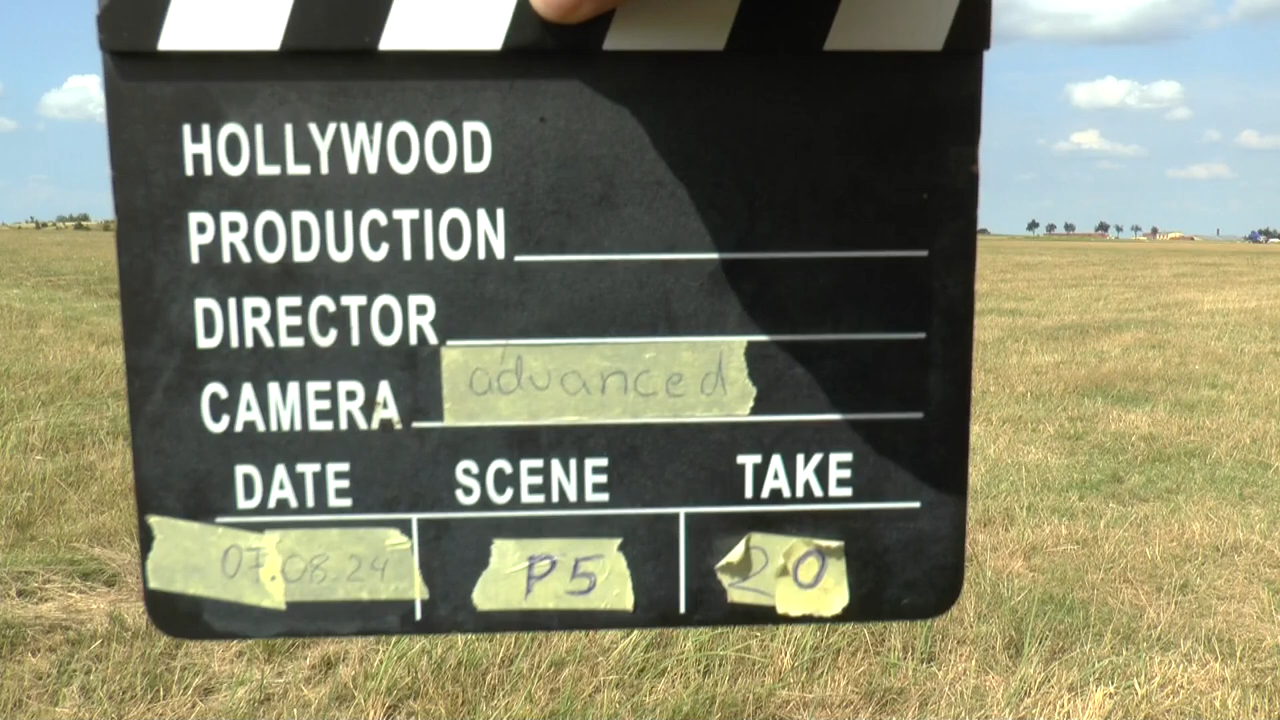 HOLLYWOOD
PRODUCTION
DIRECTOR
CAMERA advanced
DATE SCENE TAKE
07.08.24 P5 20